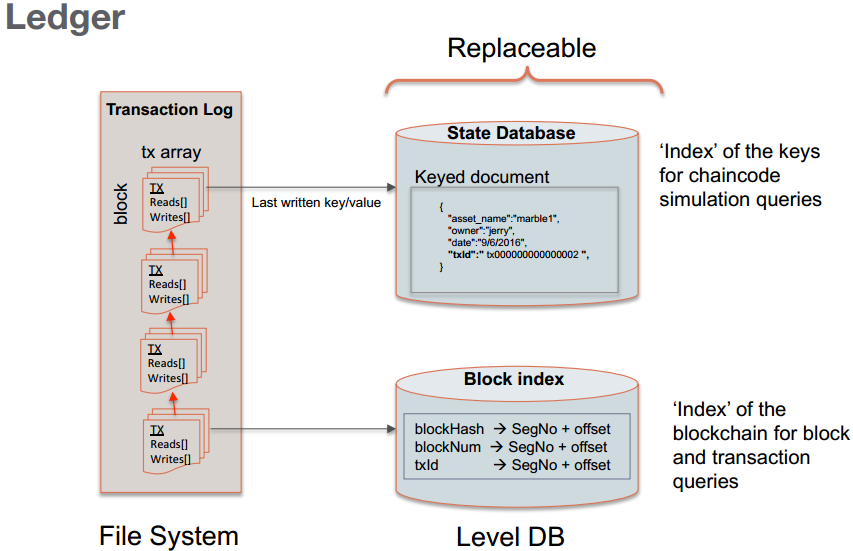 Ledger
Replaceable
Transaction Log
tx array
block
TX
Reads[]
Writes[]
TX
Reads[]
Writes[]
TX
Reads[]
Writes[]
TX
Reads[]
Writes[]
File System
Last written key/value
State Database
Keyed document
{
"asset_name":"marble1",
"owner":"jerry",
"date":"9/6/2016",
"txId":" tx000000000000002 ",
}
‘Index’ of the keys
for chaincode
simulation queries
Block index
blockHash → SegNo + offset
blockNum → SegNo + offset
txId → SegNo + offset
‘Index’ of the
blockchain for block
and transaction
queries
Level DB